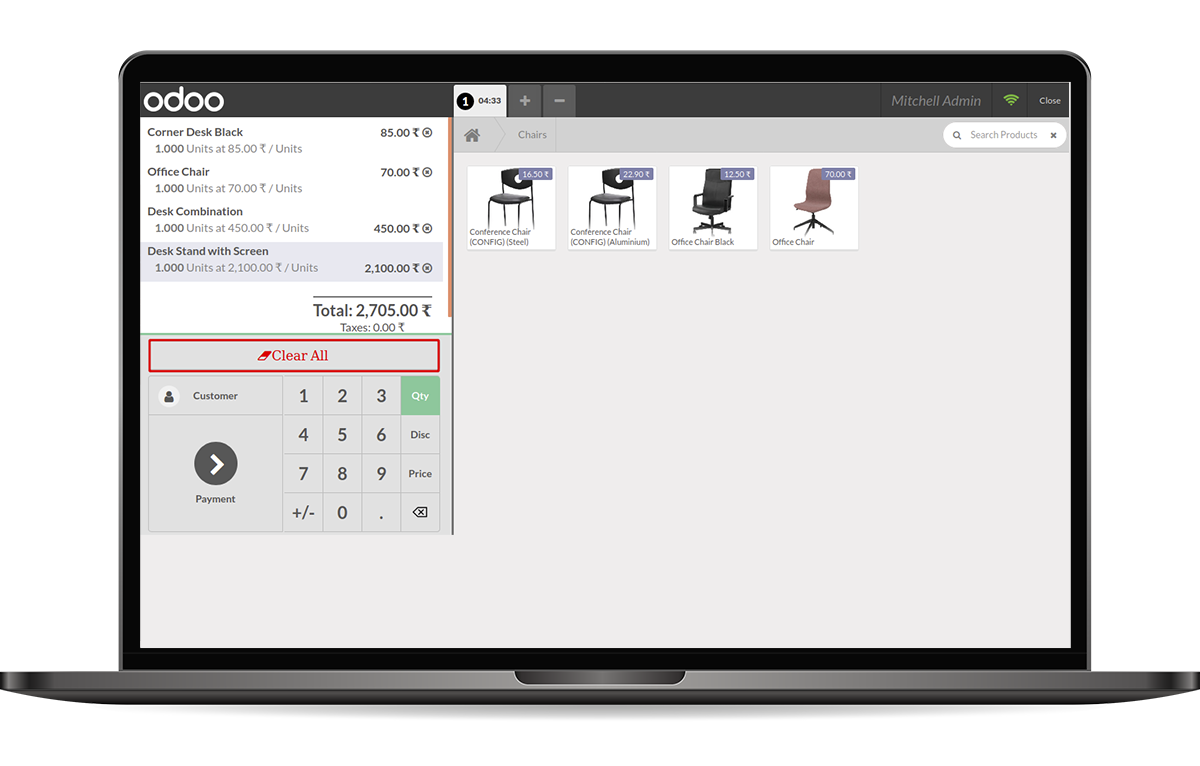 odoo
1 04:33 + −
Mitchell Admin
Close
Chairs
Search Products ×
Corner Desk Black 85.00 ₹
1.000 Units at 85.00 ₹ / Units
Office Chair 70.00 ₹
1.000 Units at 70.00 ₹ / Units
Desk Combination
1.000 Units at 450.00 ₹ / Units 450.00 ₹
Desk Stand with Screen
1.000 Units at 2,100.00 ₹ / Units 2,100.00 ₹
Total: 2,705.00 ₹
Taxes: 0.00 ₹
Clear All
Customer
1 2 3 Qty
4 5 6 Disc
7 8 9 Price
+/- 0 .
Payment
16.50 ₹
Conference Chair
(CONFIG) (Steel)
22.90 ₹
Conference Chair
(CONFIG) (Aluminium)
12.50 ₹
Office Chair Black
70.00 ₹
Office Chair